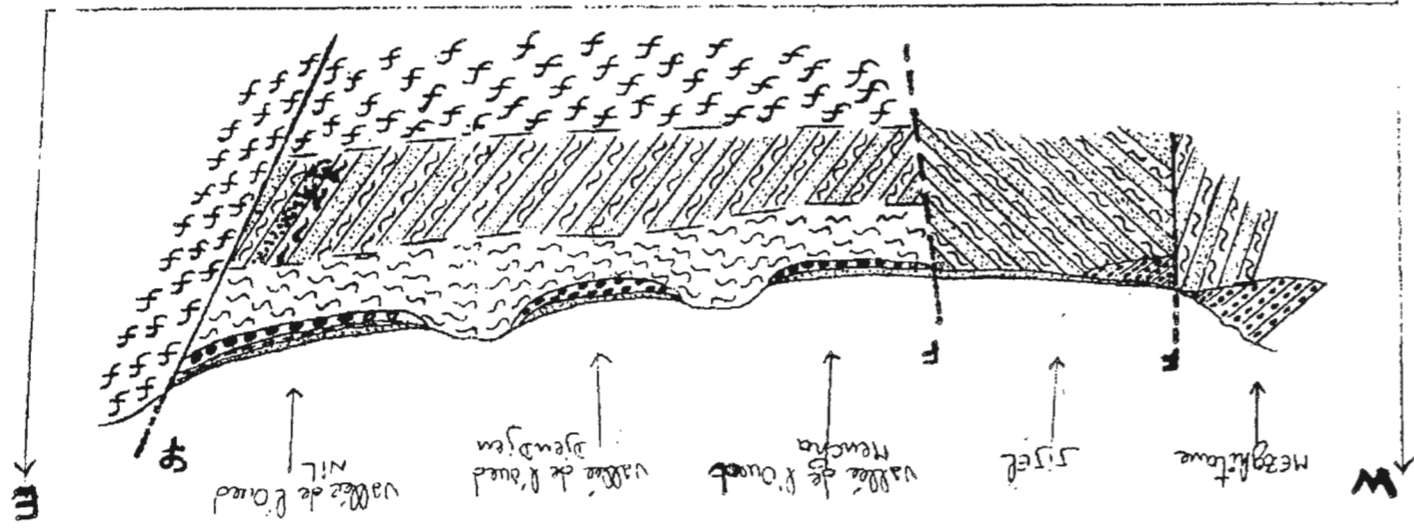 W
MEZghitane
JIJEL
Vallée de l'Oued
Mencha
Vallée de l'oued
Djendjen
Vallée de l'Oued
NIL
E
F
F